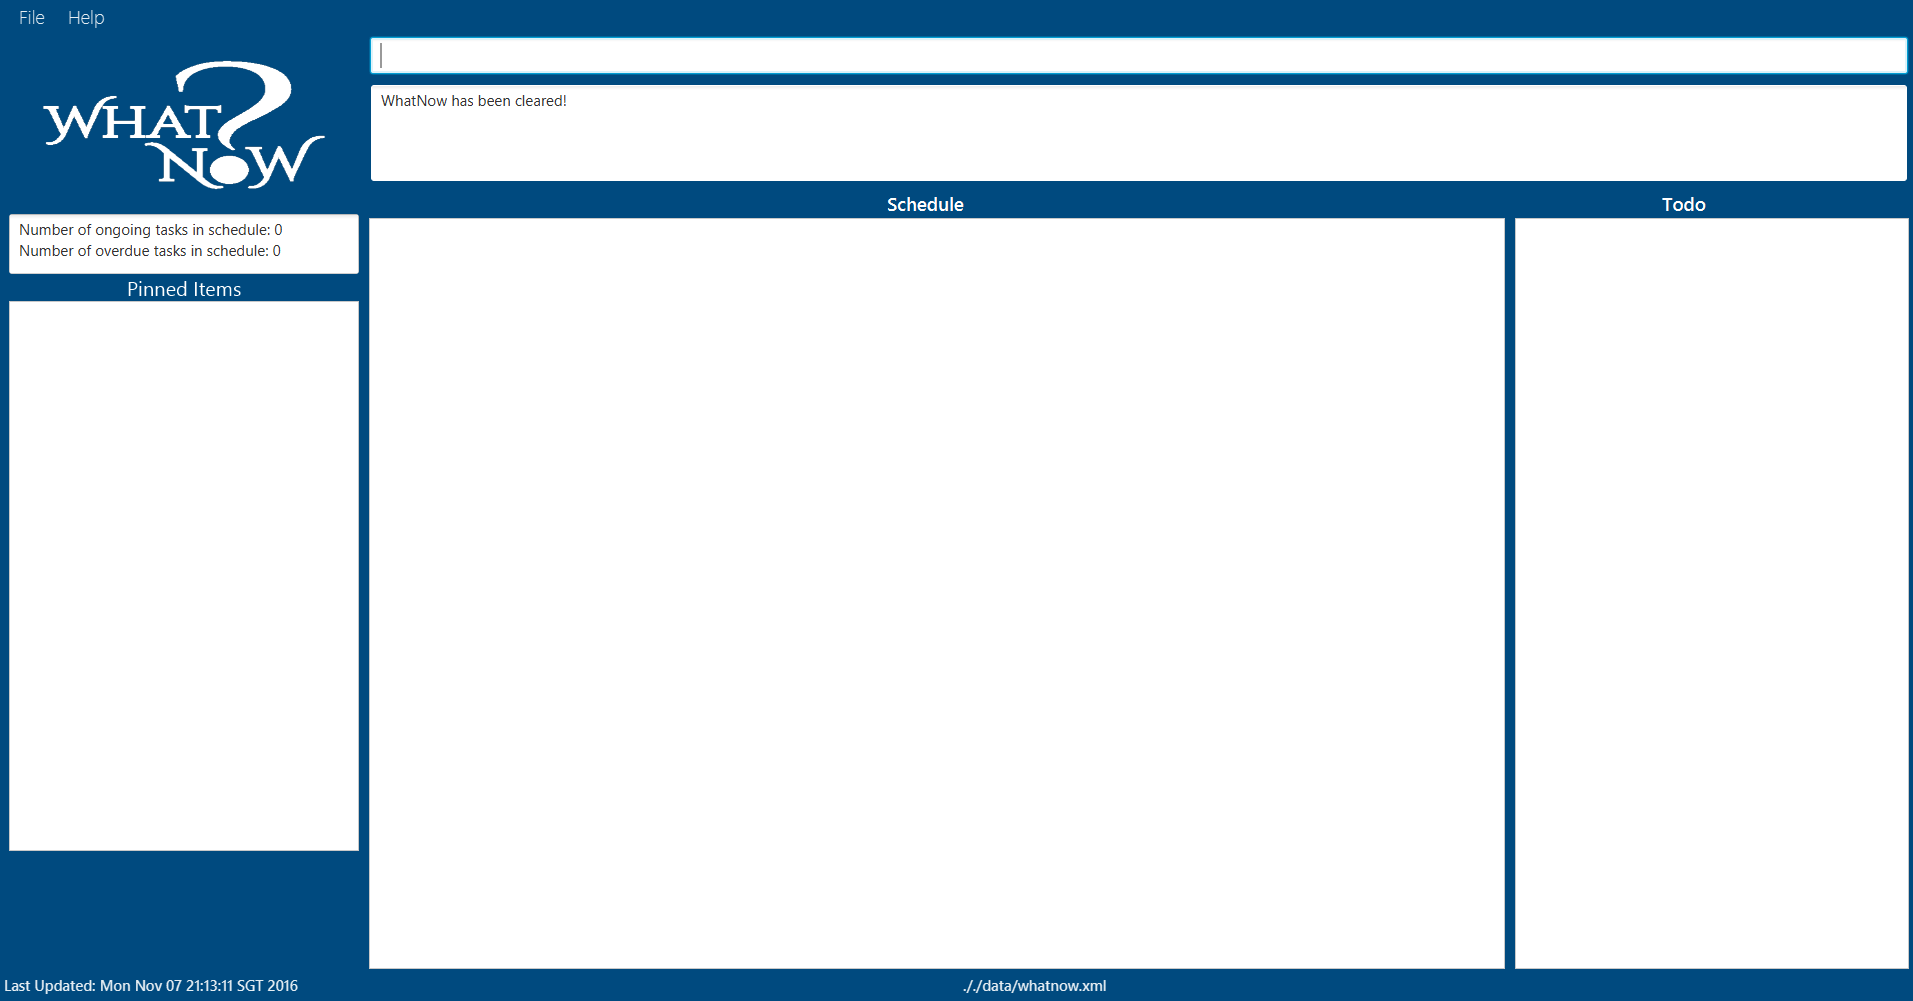 File Help
WHAT?
NOW
WhatNow has been cleared!
Number of ongoing tasks in schedule: 0
Number of overdue tasks in schedule: 0
Pinned Items
Schedule
Todo
Last Updated: Mon Nov 07 21:13:11 SGT 2016
././data/whatnow.xml